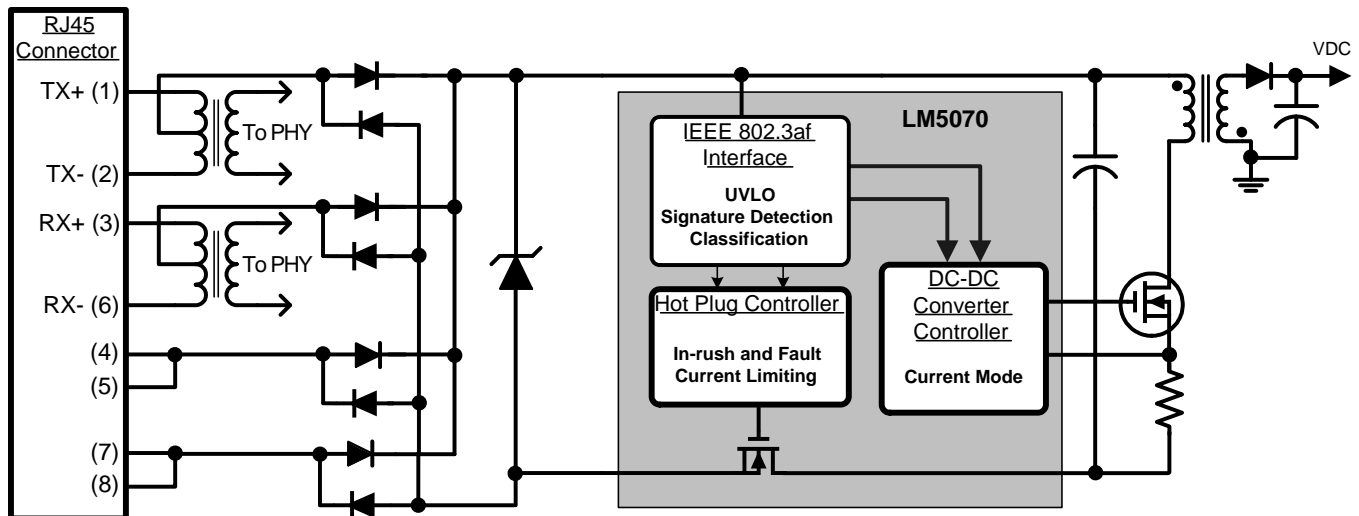 RJ45
Connector
TX+ (1)
To PHY
TX- (2)
RX+ (3)
To PHY
RX- (6)
(4)
(5)
(7)
(8)
LM5070
IEEE 802.3af
Interface
UVLO
Signature Detection
Classification
Hot Plug Controller
In-rush and Fault
Current Limiting
DC-DC
Converter
Controller
Current Mode
VDC